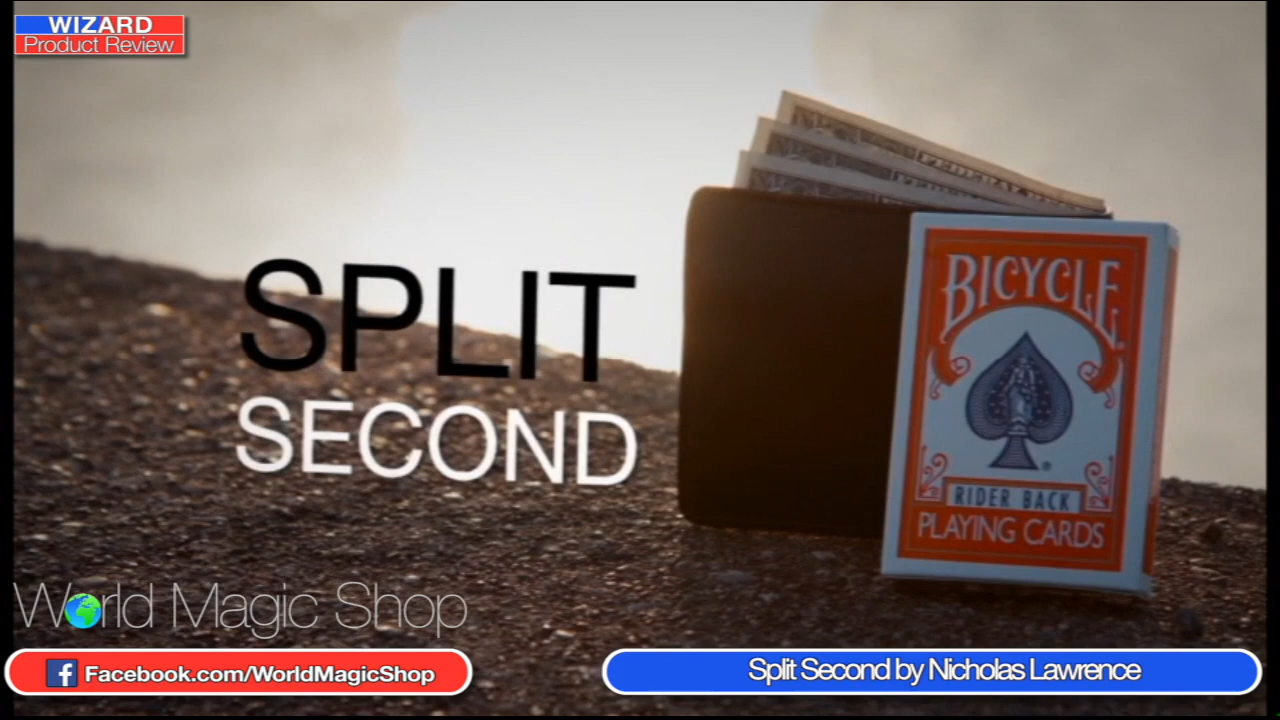 WIZARD
Product Review
SPLIT
SECOND
BICYCLE
®
RIDER BACK
PLAYING CARDS
World Magic Shop
Facebook.com/WorldMagicShop
Split Second by Nicholas Lawrence